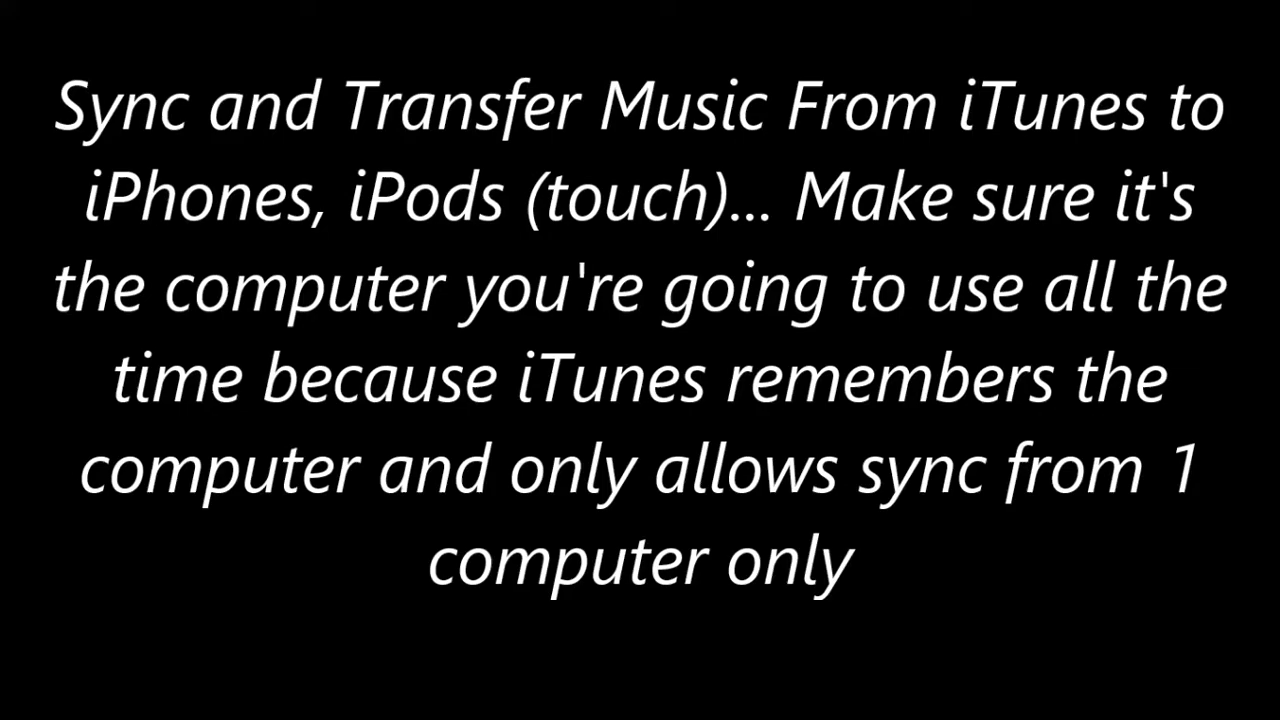 Sync and Transfer Music From iTunes to
iPhones, iPods (touch)... Make sure it's
the computer you're going to use all the
time because iTunes remembers the
computer and only allows sync from 1
computer only